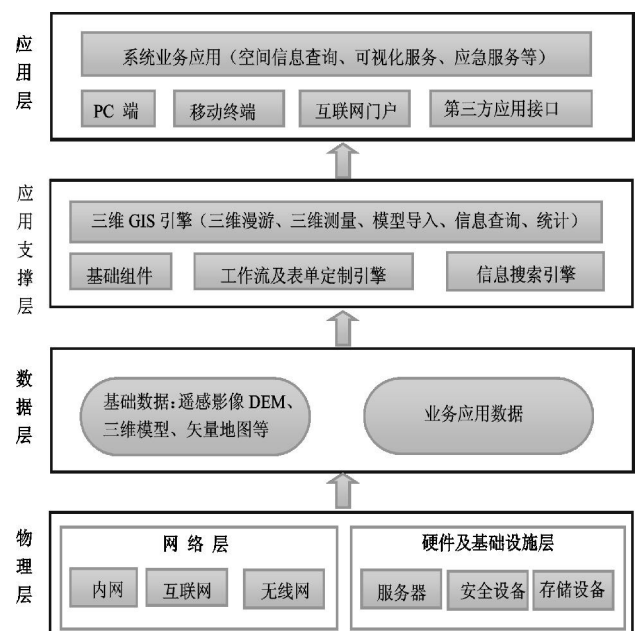 应用层
系统业务应用（空间信息查询、可视化服务、应急服务等）
PC 端
移动终端
互联网门户
第三方应用接口
应用支撑层
三维 GIS 引擎（三维漫游、三维测量、模型导入、信息查询、统计）
基础组件
工作流及表单定制引擎
信息搜索引擎
数据层
基础数据：遥感影像 DEM、
三维模型、矢量地图等
业务应用数据
物理层
网 络 层
内网
互联网
无线网
硬件及基础设施层
服务器
安全设备
存储设备